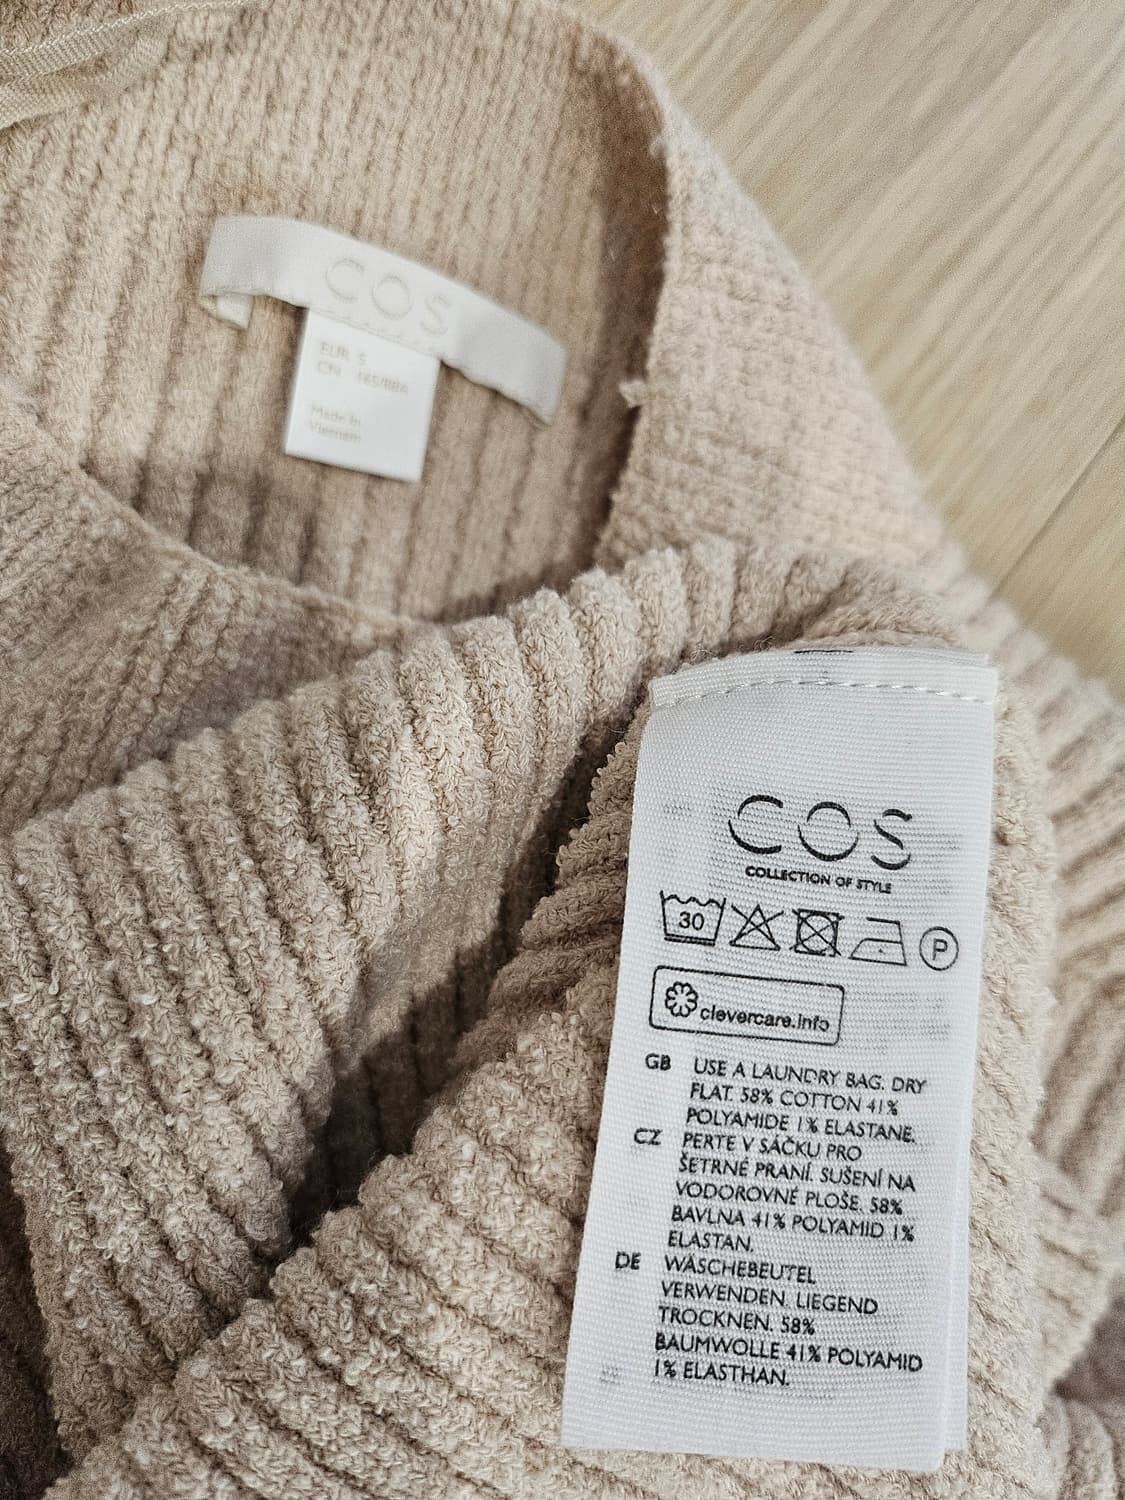 COS
EUR S
CN 165/88A
Made in
Vietnam
COS
COLLECTION OF STYLE
30
P
clevercare.info
GB USE A LAUNDRY BAG. DRY
FLAT. 58% COTTON 41%
POLYAMIDE 1% ELASTANE.
CZ PERTE V SÁČKU PRO
ŠETRNÉ PRANÍ. SUŠENÍ NA
VODOROVNÉ PLOŠE. 58%
BAVLNA 41% POLYAMID 1%
ELASTAN.
DE WÄSCHEBEUTEL
VERWENDEN. LIEGEND
TROCKNEN. 58%
BAUMWOLLE 41% POLYAMID
1% ELASTHAN.